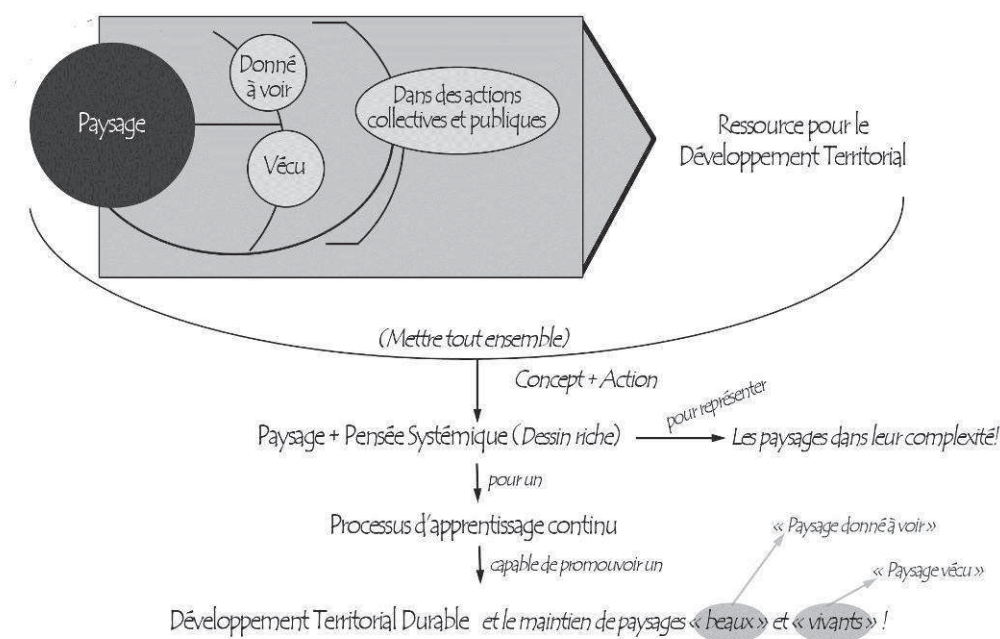 Paysage
Donné
à voir
Vécu
Dans des actions
collectives et publiques
Ressource pour le
Développement Territorial
(Mettre tout ensemble)
Concept + Action
Paysage + Pensée Systémique (Dessin riche)
pour représenter
Les paysages dans leur complexité!
pour un
Processus d'apprentissage continu
« Paysage donné à voir »
capable de promouvoir un
« Paysage vécu »
Développement Territorial Durable et le maintien de paysages « beaux » et « vivants » !